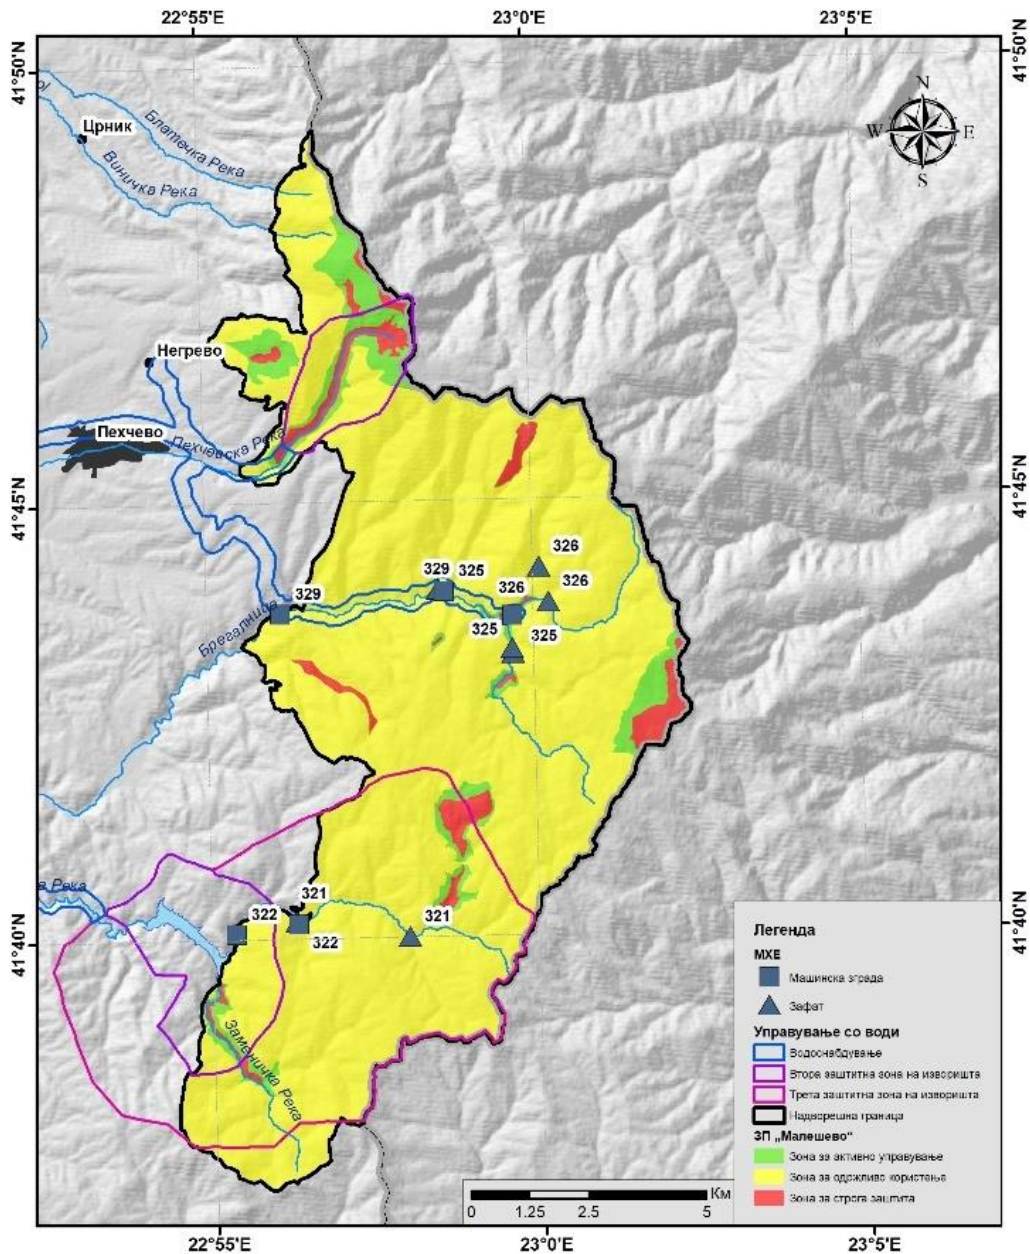 22°55'E 23°0'E 23°5'E
41°50'N
41°50'N
Црник
Блатечка Река
Виничка Река
N
W E
S
Негрево
Пехчево
Пехчевска Река
41°45'N
41°45'N
326
329 325
326
326
329
325 325
Брегалница
321
322
321
322
а Река
41°40'N
41°40'N
Заменичка Река
Легенда
МХЕ
Машинска зграда
Зафат
Управување со води
Водоснабдување
Втора заштитна зона на изворишта
Трета заштитна зона на изворишта
Надворешна граница
ЗП „Малешево“
Зона за активно управување
Зона за одржливо користење
Зона за строга заштита
Км
0 1.25 2.5 5
22°55'E 23°0'E 23°5'E